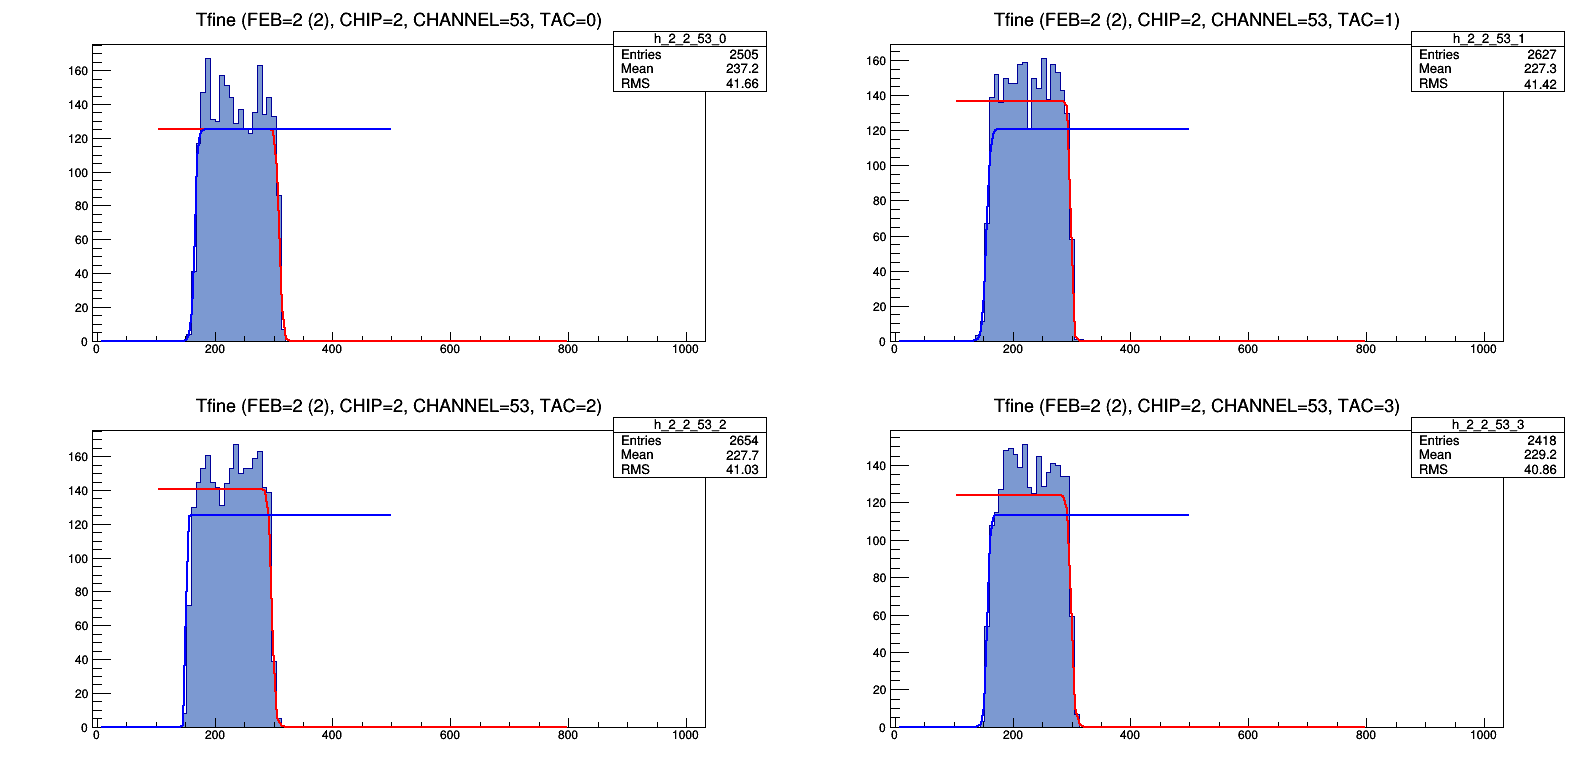 Tfine (FEB=2 (2), CHIP=2, CHANNEL=53, TAC=0)
h_2_2_53_0
Entries 2505
Mean 237.2
RMS 41.66
160
140
120
100
80
60
40
20
0
0 200 400 600 800 1000
Tfine (FEB=2 (2), CHIP=2, CHANNEL=53, TAC=1)
h_2_2_53_1
Entries 2627
Mean 227.3
RMS 41.42
160
140
120
100
80
60
40
20
0
0 200 400 600 800 1000
Tfine (FEB=2 (2), CHIP=2, CHANNEL=53, TAC=2)
h_2_2_53_2
Entries 2654
Mean 227.7
RMS 41.03
160
140
120
100
80
60
40
20
0
0 200 400 600 800 1000
Tfine (FEB=2 (2), CHIP=2, CHANNEL=53, TAC=3)
h_2_2_53_3
Entries 2418
Mean 229.2
RMS 40.86
140
120
100
80
60
40
20
0
0 200 400 600 800 1000